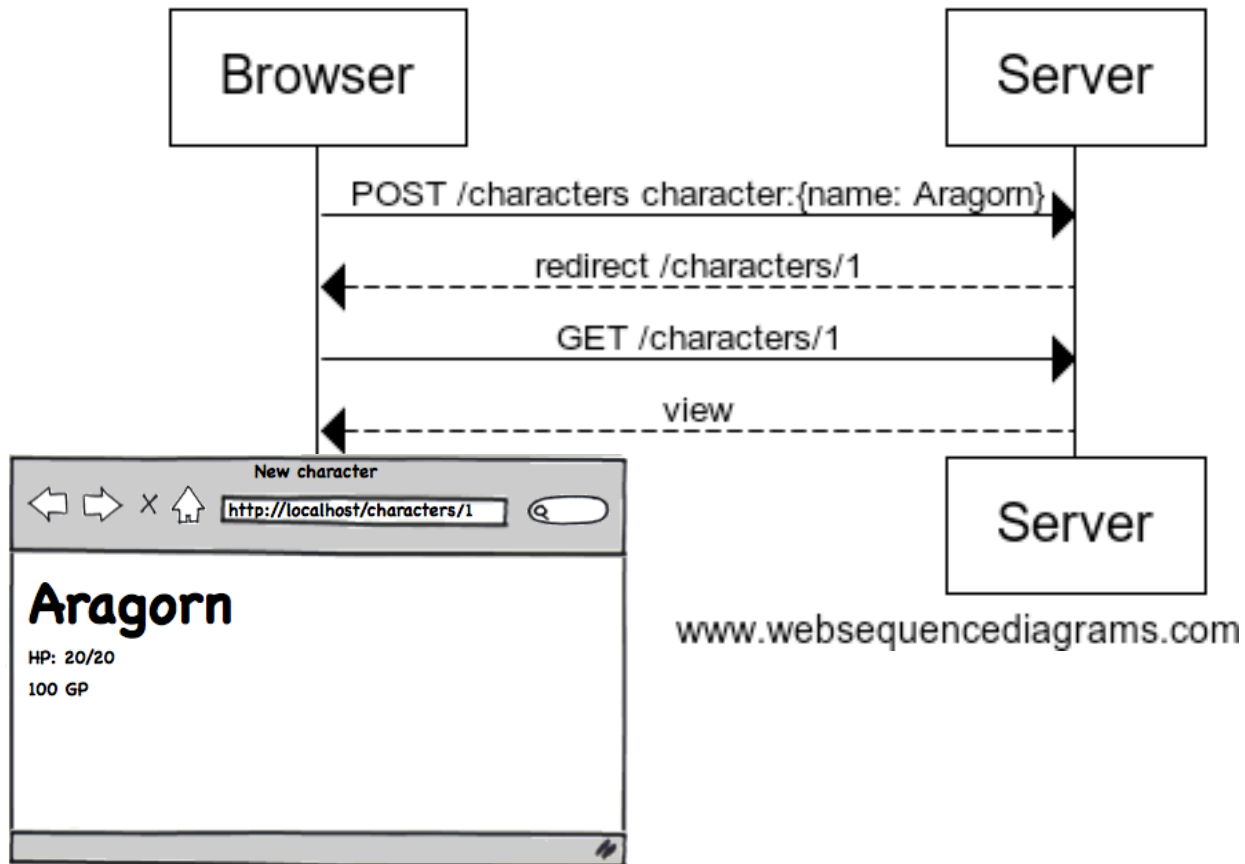 Browser
Server
POST /characters character:{name: Aragorn}
redirect /characters/1
GET /characters/1
view
New character
http://localhost/characters/1
Server
Aragorn
www.websequencediagrams.com
HP: 20/20
100 GP